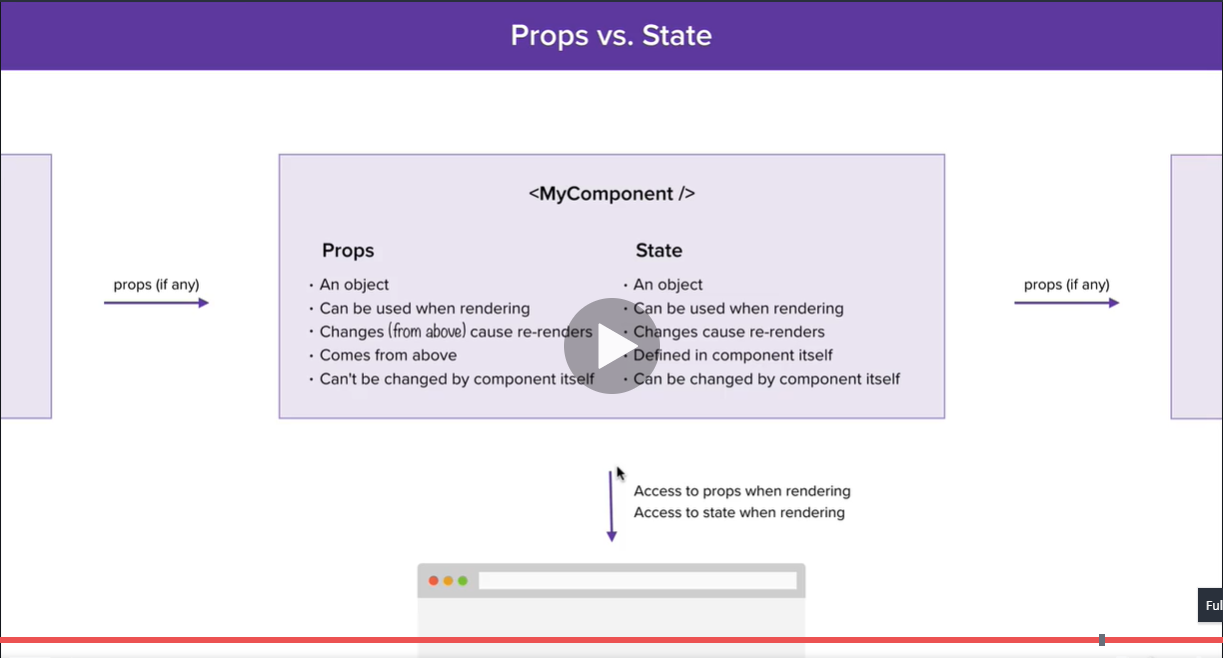 Props vs. State
<MyComponent />
props (if any)
Props
· An object
· Can be used when rendering
· Changes (from above) cause re-renders
· Comes from above
· Can't be changed by component itself
State
· An object
· Can be used when rendering
· Changes cause re-renders
· Defined in component itself
· Can be changed by component itself
props (if any)
Access to props when rendering
Access to state when rendering
Ful